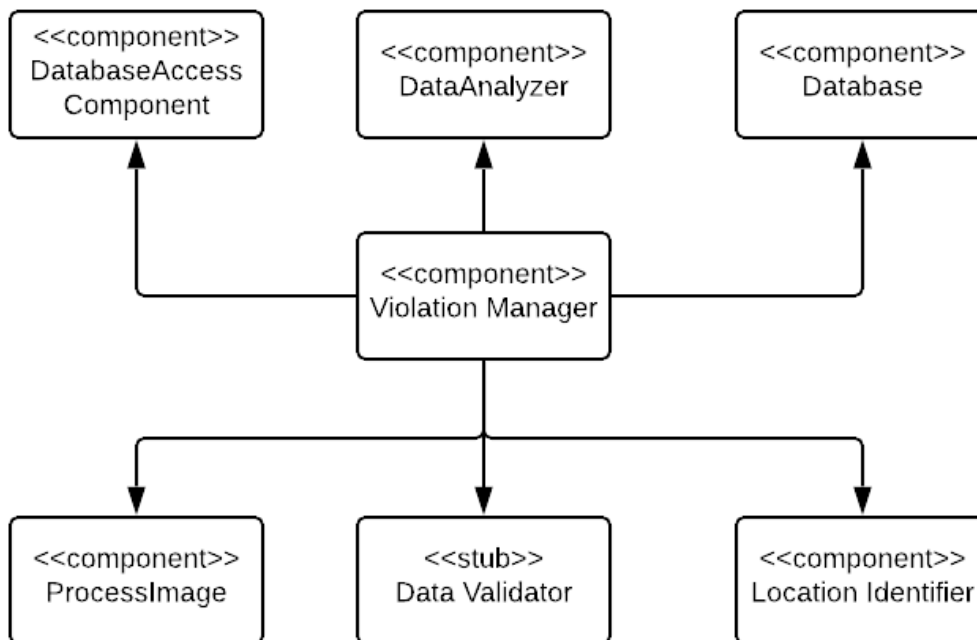 <<component>>
DatabaseAccess
Component
<<component>>
DataAnalyzer
<<component>>
Database
<<component>>
Violation Manager
<<component>>
ProcessImage
<<stub>>
Data Validator
<<component>>
Location Identifier